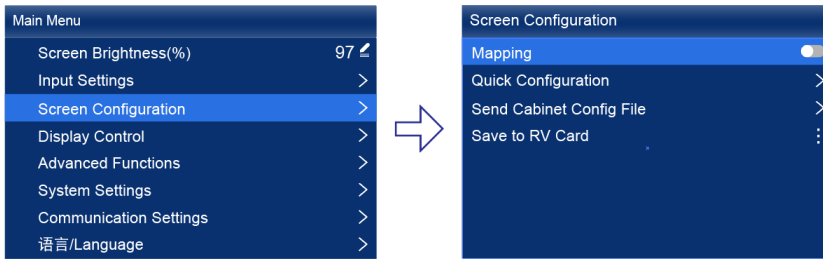 Main Menu
Screen Brightness(%) 97
Input Settings
Screen Configuration
Display Control
Advanced Functions
System Settings
Communication Settings
语言/Language
Screen Configuration
Mapping
Quick Configuration
Send Cabinet Config File
Save to RV Card